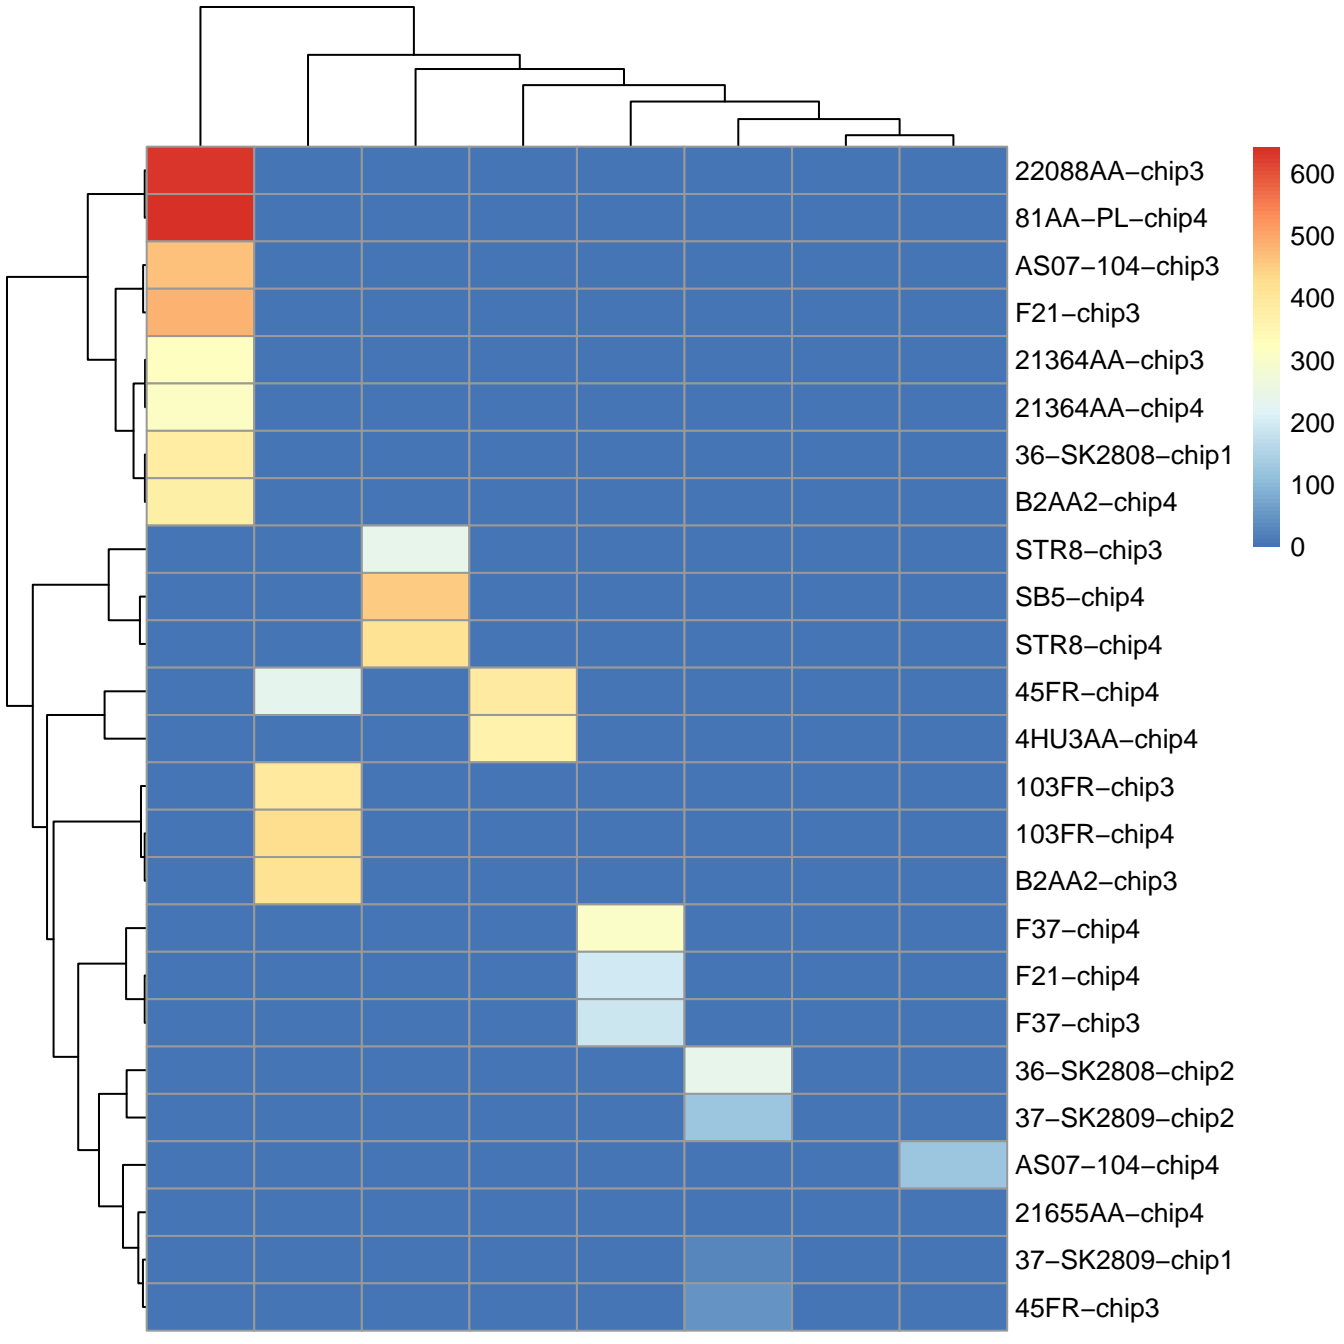 22088AA−chip3
81AA−PL−chip4
AS07−104−chip3
F21−chip3
21364AA−chip3
21364AA−chip4
36−SK2808−chip1
B2AA2−chip4
STR8−chip3
SB5−chip4
STR8−chip4
45FR−chip4
4HU3AA−chip4
103FR−chip3
103FR−chip4
B2AA2−chip3
F37−chip4
F21−chip4
F37−chip3
36−SK2808−chip2
37−SK2809−chip2
AS07−104−chip4
21655AA−chip4
37−SK2809−chip1
45FR−chip3
600
500
400
300
200
100
0